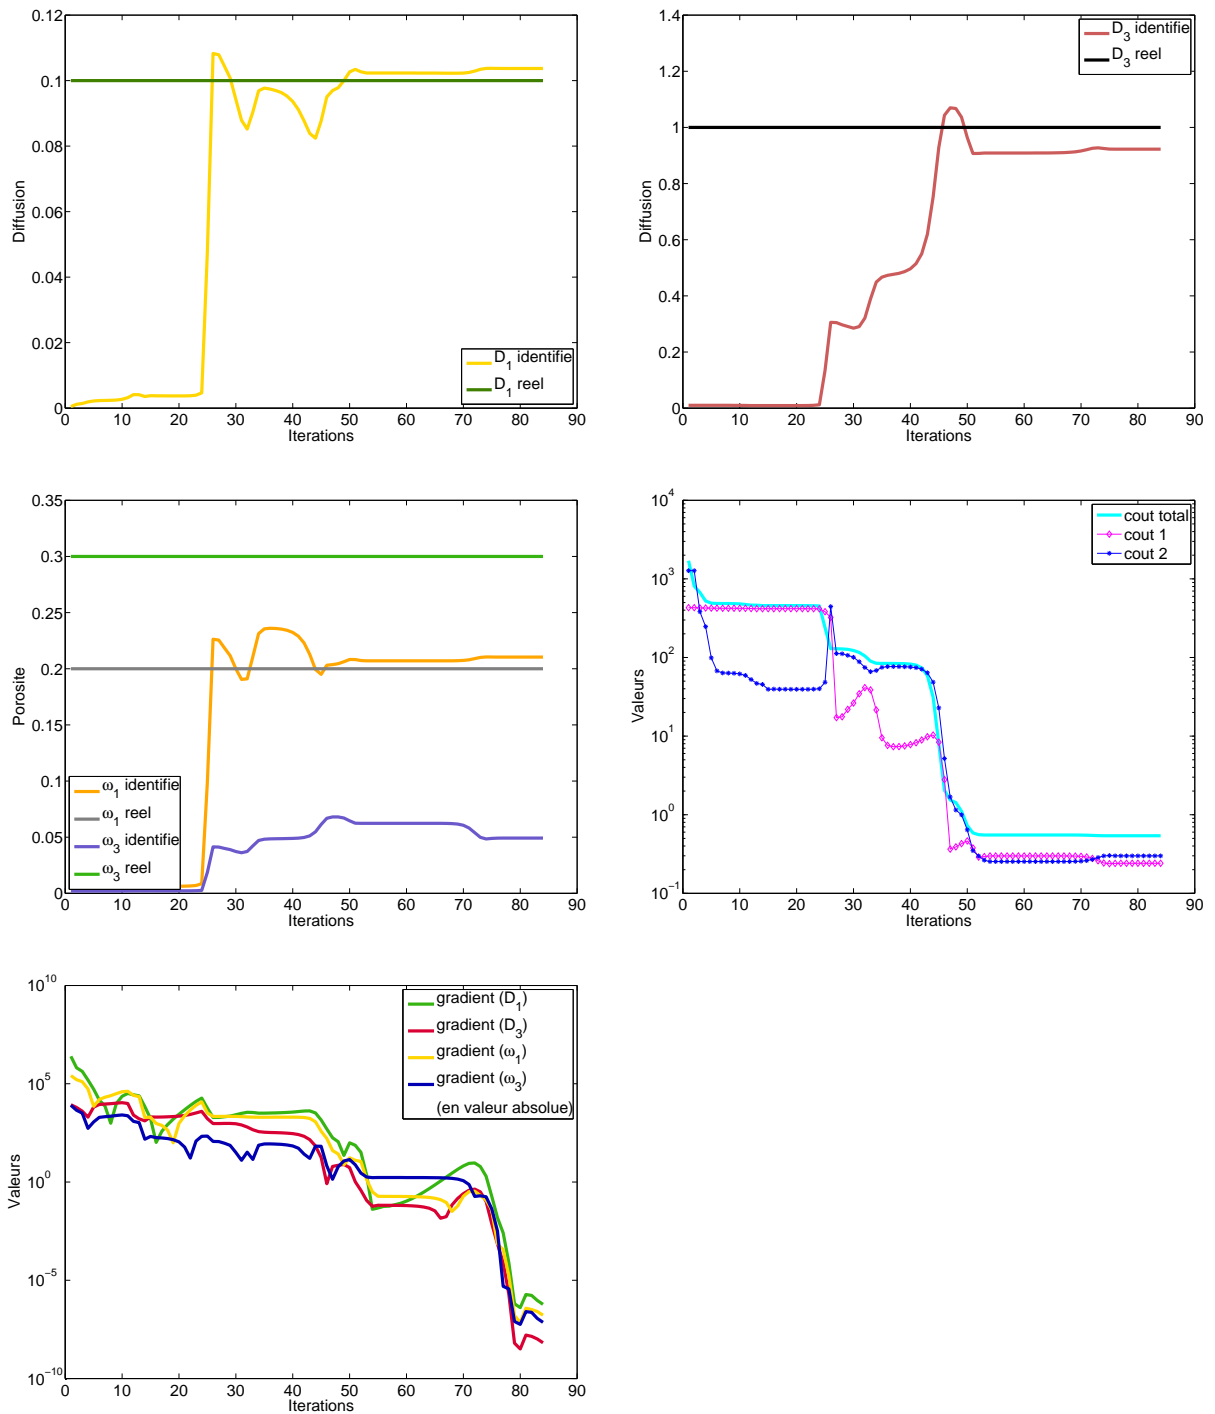 0.12
0.1
0.08
0.06
0.04
0.02
0
Diffusion
0 10 20 30 40 50 60 70 80 90
Iterations
D1 identifie
D1 reel
1.4
1.2
1
0.8
0.6
0.4
0.2
0
Diffusion
0 10 20 30 40 50 60 70 80 90
Iterations
D3 identifie
D3 reel
0.35
0.3
0.25
0.2
0.15
0.1
0.05
0
Porosite
0 10 20 30 40 50 60 70 80 90
Iterations
ω1 identifie
ω1 reel
ω3 identifie
ω3 reel
10^4
10^3
10^2
10^1
10^0
10^−1
Valeurs
0 10 20 30 40 50 60 70 80 90
Iterations
cout total
cout 1
cout 2
10^10
10^5
10^0
10^−5
10^−10
Valeurs
0 10 20 30 40 50 60 70 80 90
Iterations
gradient (D1)
gradient (D3)
gradient (ω1)
gradient (ω3)
(en valeur absolue)